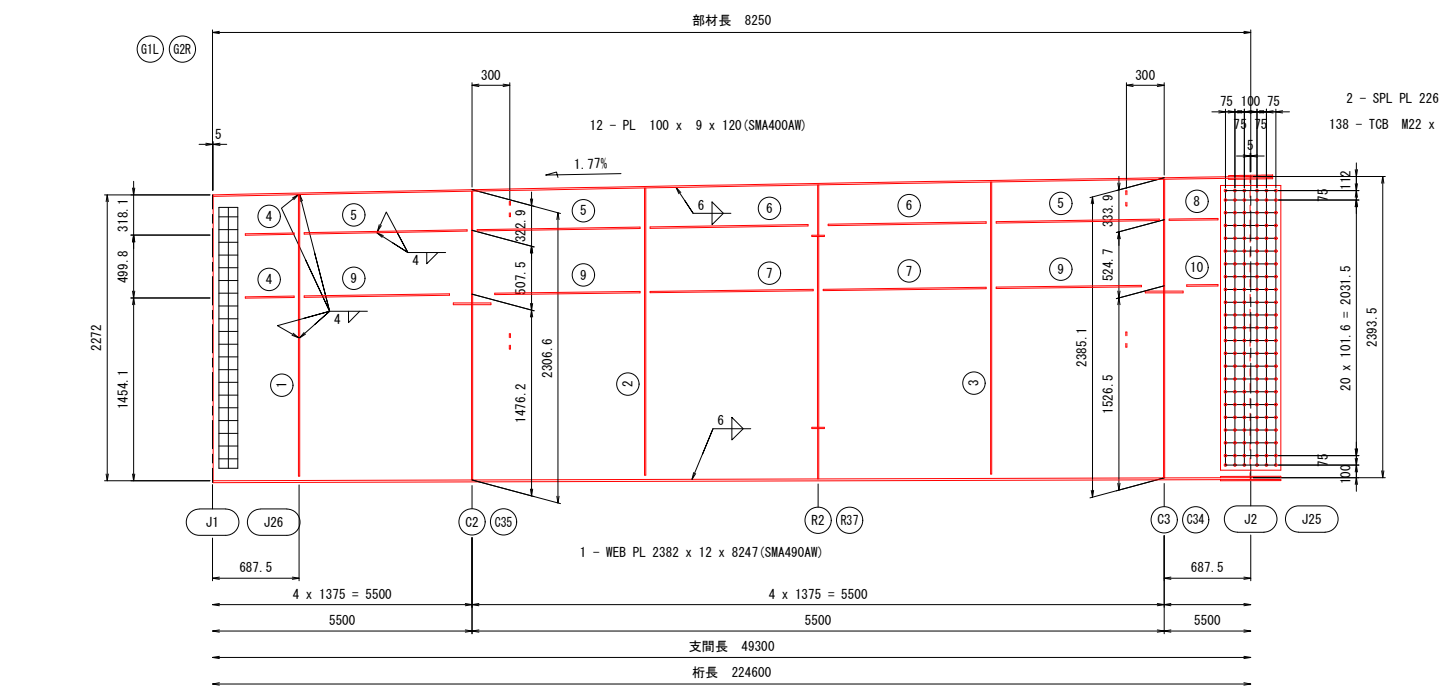 部材長 8250
G1L G2R
300
300
75 100 75
75 75
5
2 - SPL PL 226
138 - TCB M22 x
12 - PL 100 x 9 x 120(SMA400AW)
5
1.77%
318.1
499.8
1454.1
2272
4
5
5
6
6
5
8
4
9
9
7
7
9
10
6
4
4
6
322.9
507.5
1476.2
2306.6
333.9
524.7
1526.5
2385.1
112
75
20 x 101.6 = 2031.5
75
100
2393.5
1
2
3
J1 J26
C2 C35
R2 R37
C3 C34
J2 J25
1 - WEB PL 2382 x 12 x 8247(SMA490AW)
687.5
687.5
4 x 1375 = 5500
4 x 1375 = 5500
5500
5500
5500
支間長 49300
桁長 224600